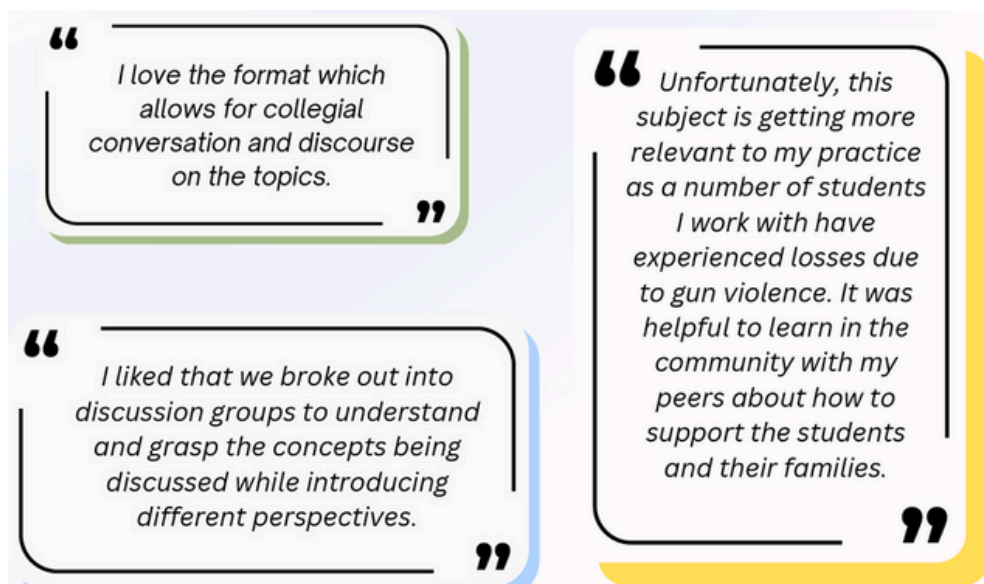 “
I love the format which
allows for collegial
conversation and discourse
on the topics.
”
“
I liked that we broke out into
discussion groups to understand
and grasp the concepts being
discussed while introducing
different perspectives.
”
“
Unfortunately, this
subject is getting more
relevant to my practice
as a number of students
I work with have
experienced losses due
to gun violence. It was
helpful to learn in the
community with my
peers about how to
support the students
and their families.
”